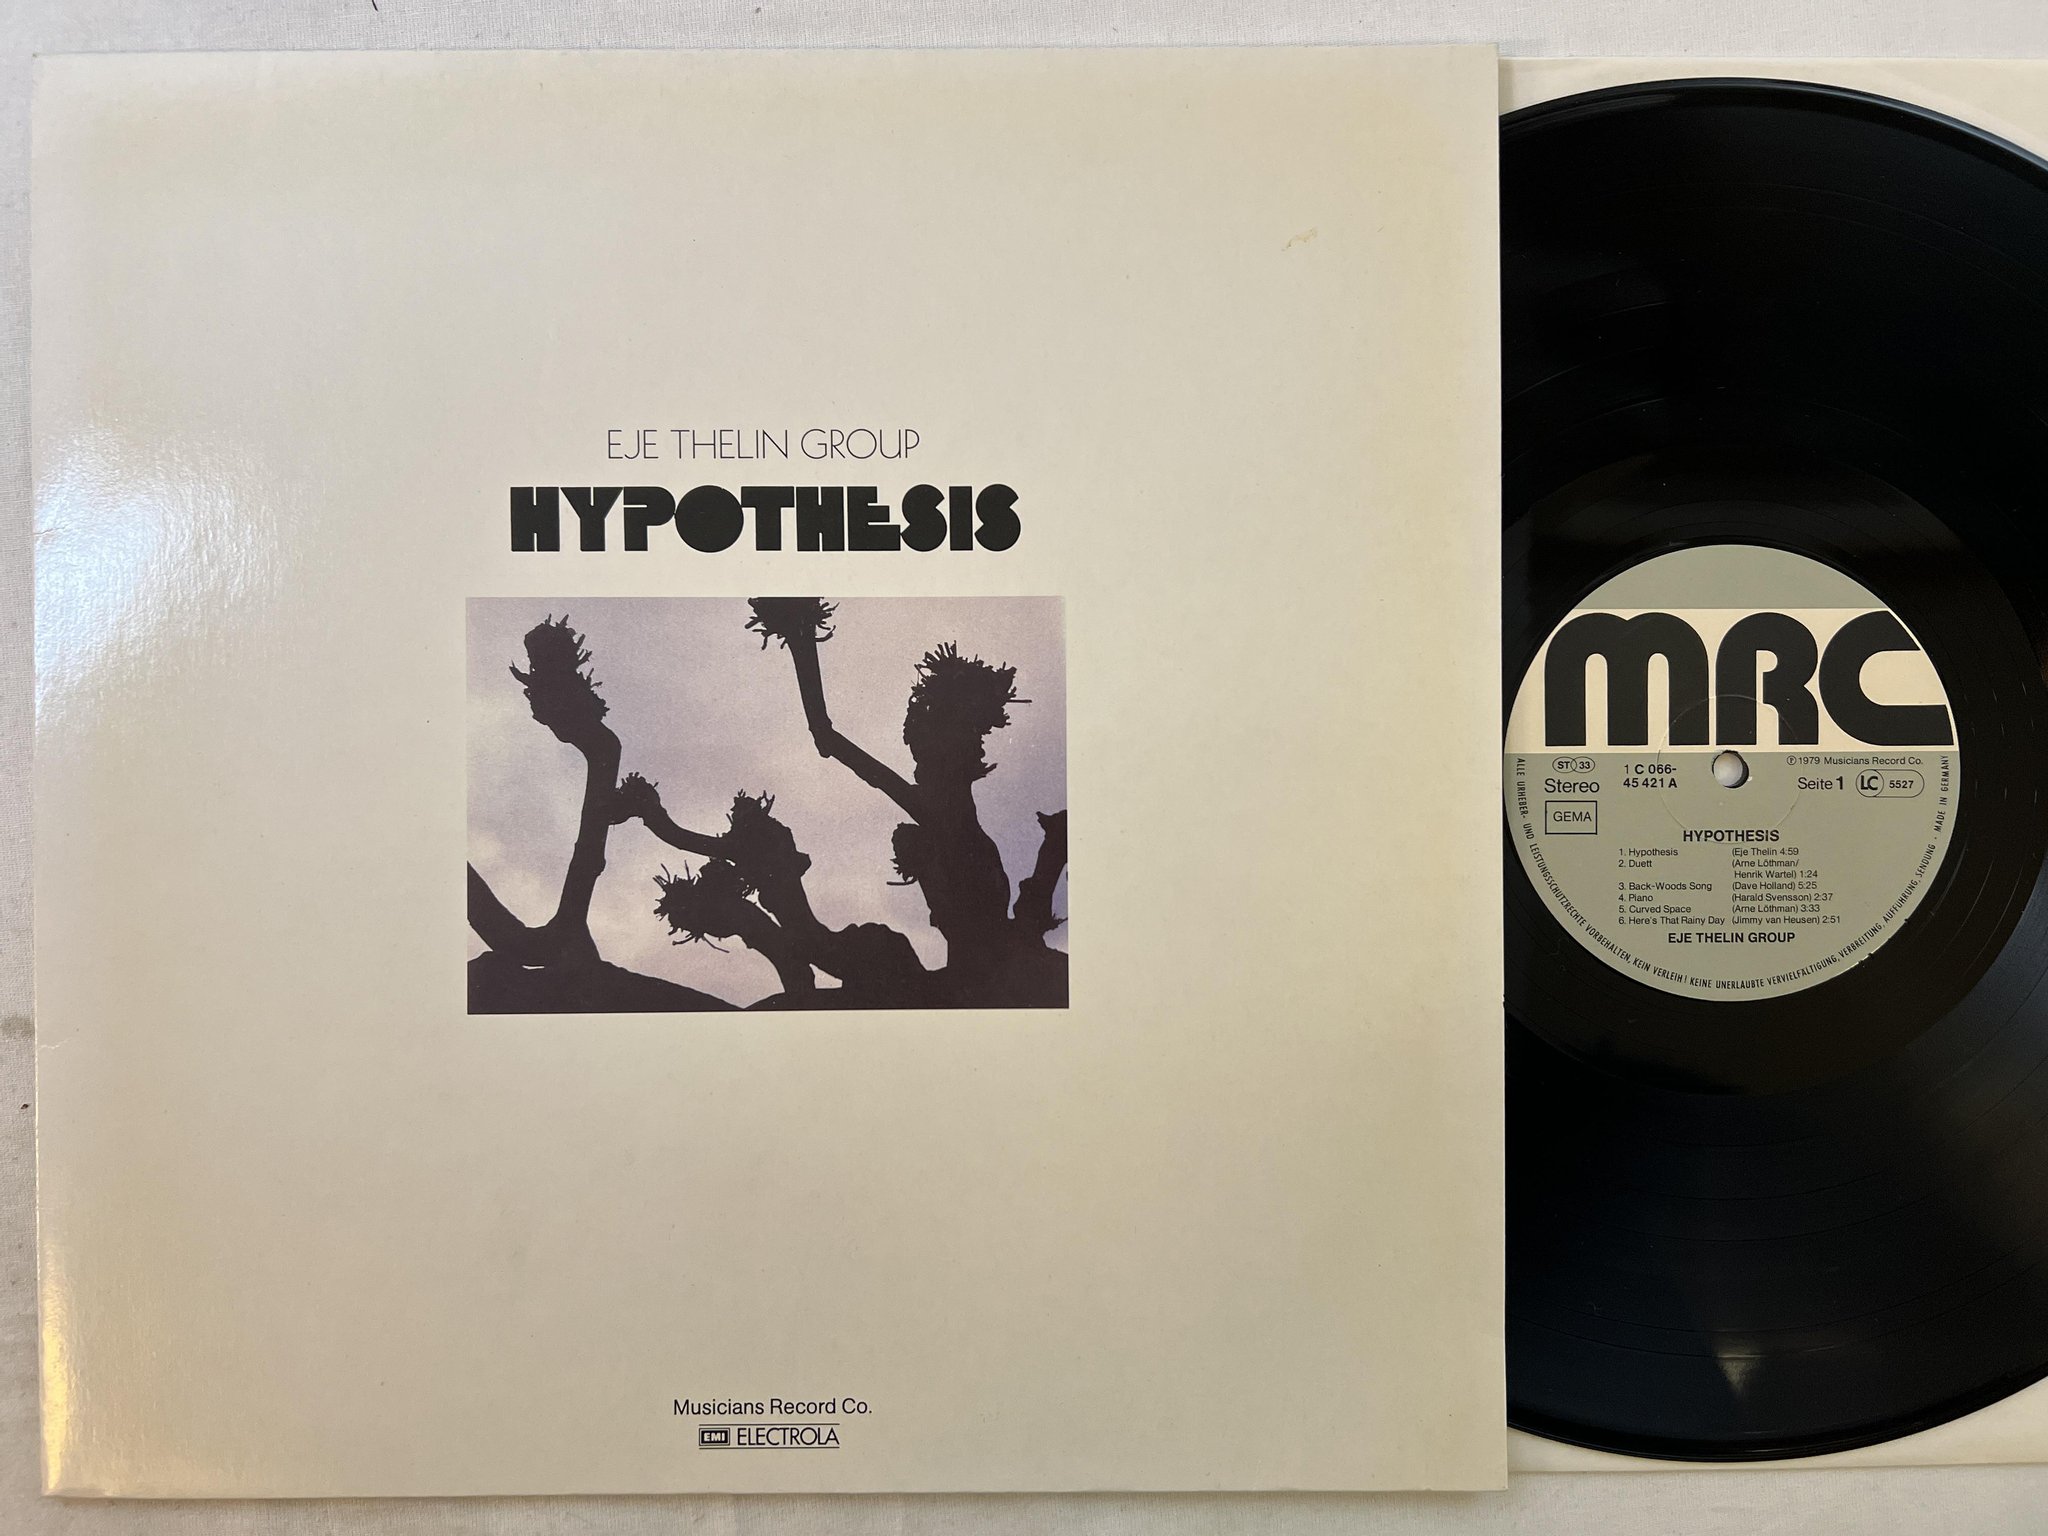 EJE THELIN GROUP
HYPOTHESIS
Musicians Record Co.
EMI ELECTROLA
MRC
ST 33
Stereo
GEMA
1 C 066-
45 421 A
℗ 1979 Musicians Record Co.
Seite 1
LC 5527
HYPOTHESIS
1. Hypothesis (Eje Thelin 4:59
2. Duett (Arne Löthman/
Henrik Wartel) 1:24
3. Back-Woods Song (Dave Holland) 5:25
4. Piano (Harald Svensson) 2:37
5. Curved Space (Arne Löthman) 3:33
6. Here's That Rainy Day (Jimmy van Heusen) 2:51
EJE THELIN GROUP
ALLE URHEBER- UND LEISTUNGSSCHUTZRECHTE VORBEHALTEN, KEIN VERLEIH! KEINE UNERLAUBTE VERVIELFÄLTIGUNG, VERBREITUNG, AUFFÜHRUNG, SENDUNG - MADE IN GERMANY